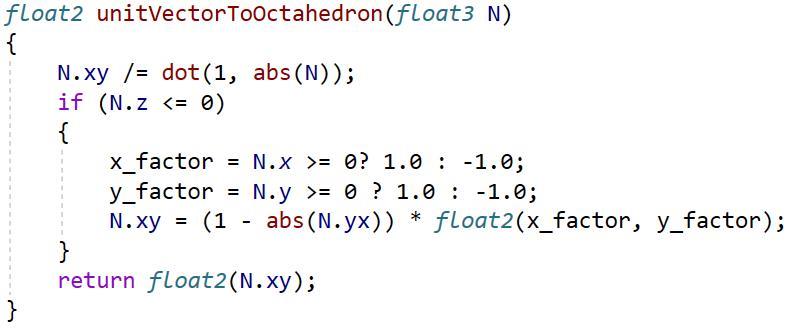 float2 unitVectorToOctahedron(float3 N)
{
    N.xy /= dot(1, abs(N));
    if (N.z <= 0)
    {
        x_factor = N.x >= 0? 1.0 : -1.0;
        y_factor = N.y >= 0 ? 1.0 : -1.0;
        N.xy = (1 - abs(N.yx)) * float2(x_factor, y_factor);
    }
    return float2(N.xy);
}